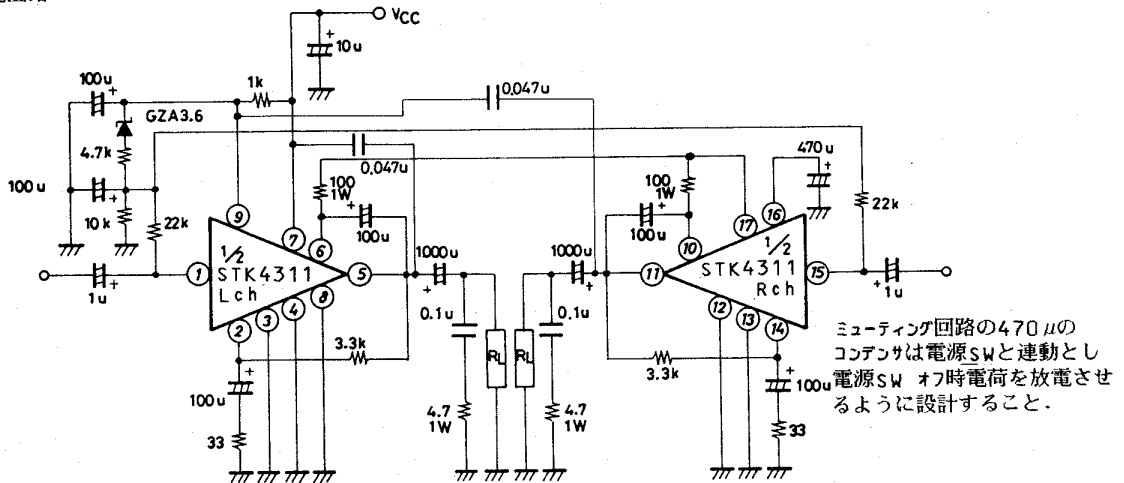 VCC
10u
100u
1k
0.047u
GZA3.6
4.7k
0.047u
470u
100u
100
1W
100
1W
10k
22k
22k
9
7
6
100u
100u
10
17
16
1/2
STK4311
Lch
1
5
1000u
1000u
11
1/2
STK4311
Rch
15
1u
1u
2
3
4
8
12
13
14
0.1u
0.1u
3.3k
RL
RL
3.3k
100u
33
4.7
1W
4.7
1W
100u
33
ミューティング回路の470μの
コンデンサは電源SWと連動とし
電源SW オフ時電荷を放電させ
るように設計すること.